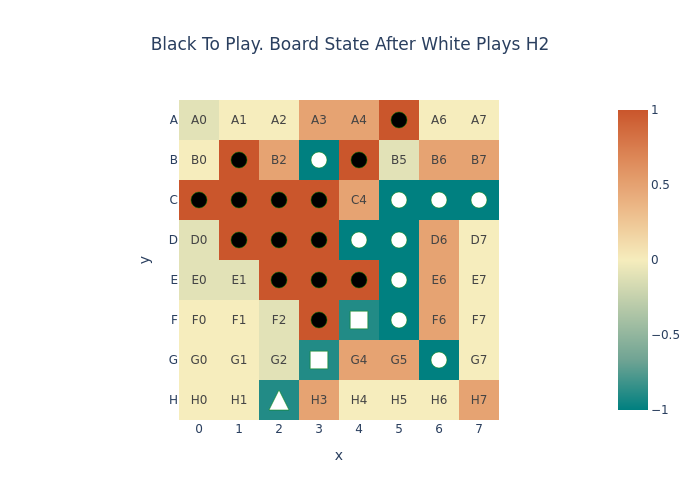 Black To Play. Board State After White Plays H2
A A0 A1 A2 A3 A4 A6 A7 1
B B0 B2 B5 B6 B7
C C4 0.5
D D0 D6 D7
y E E0 E1 E6 E7 0
F F0 F1 F2 F6 F7 −0.5
G G0 G1 G2 G4 G5 G7
H H0 H1 H3 H4 H5 H6 H7 −1
0 1 2 3 4 5 6 7
x